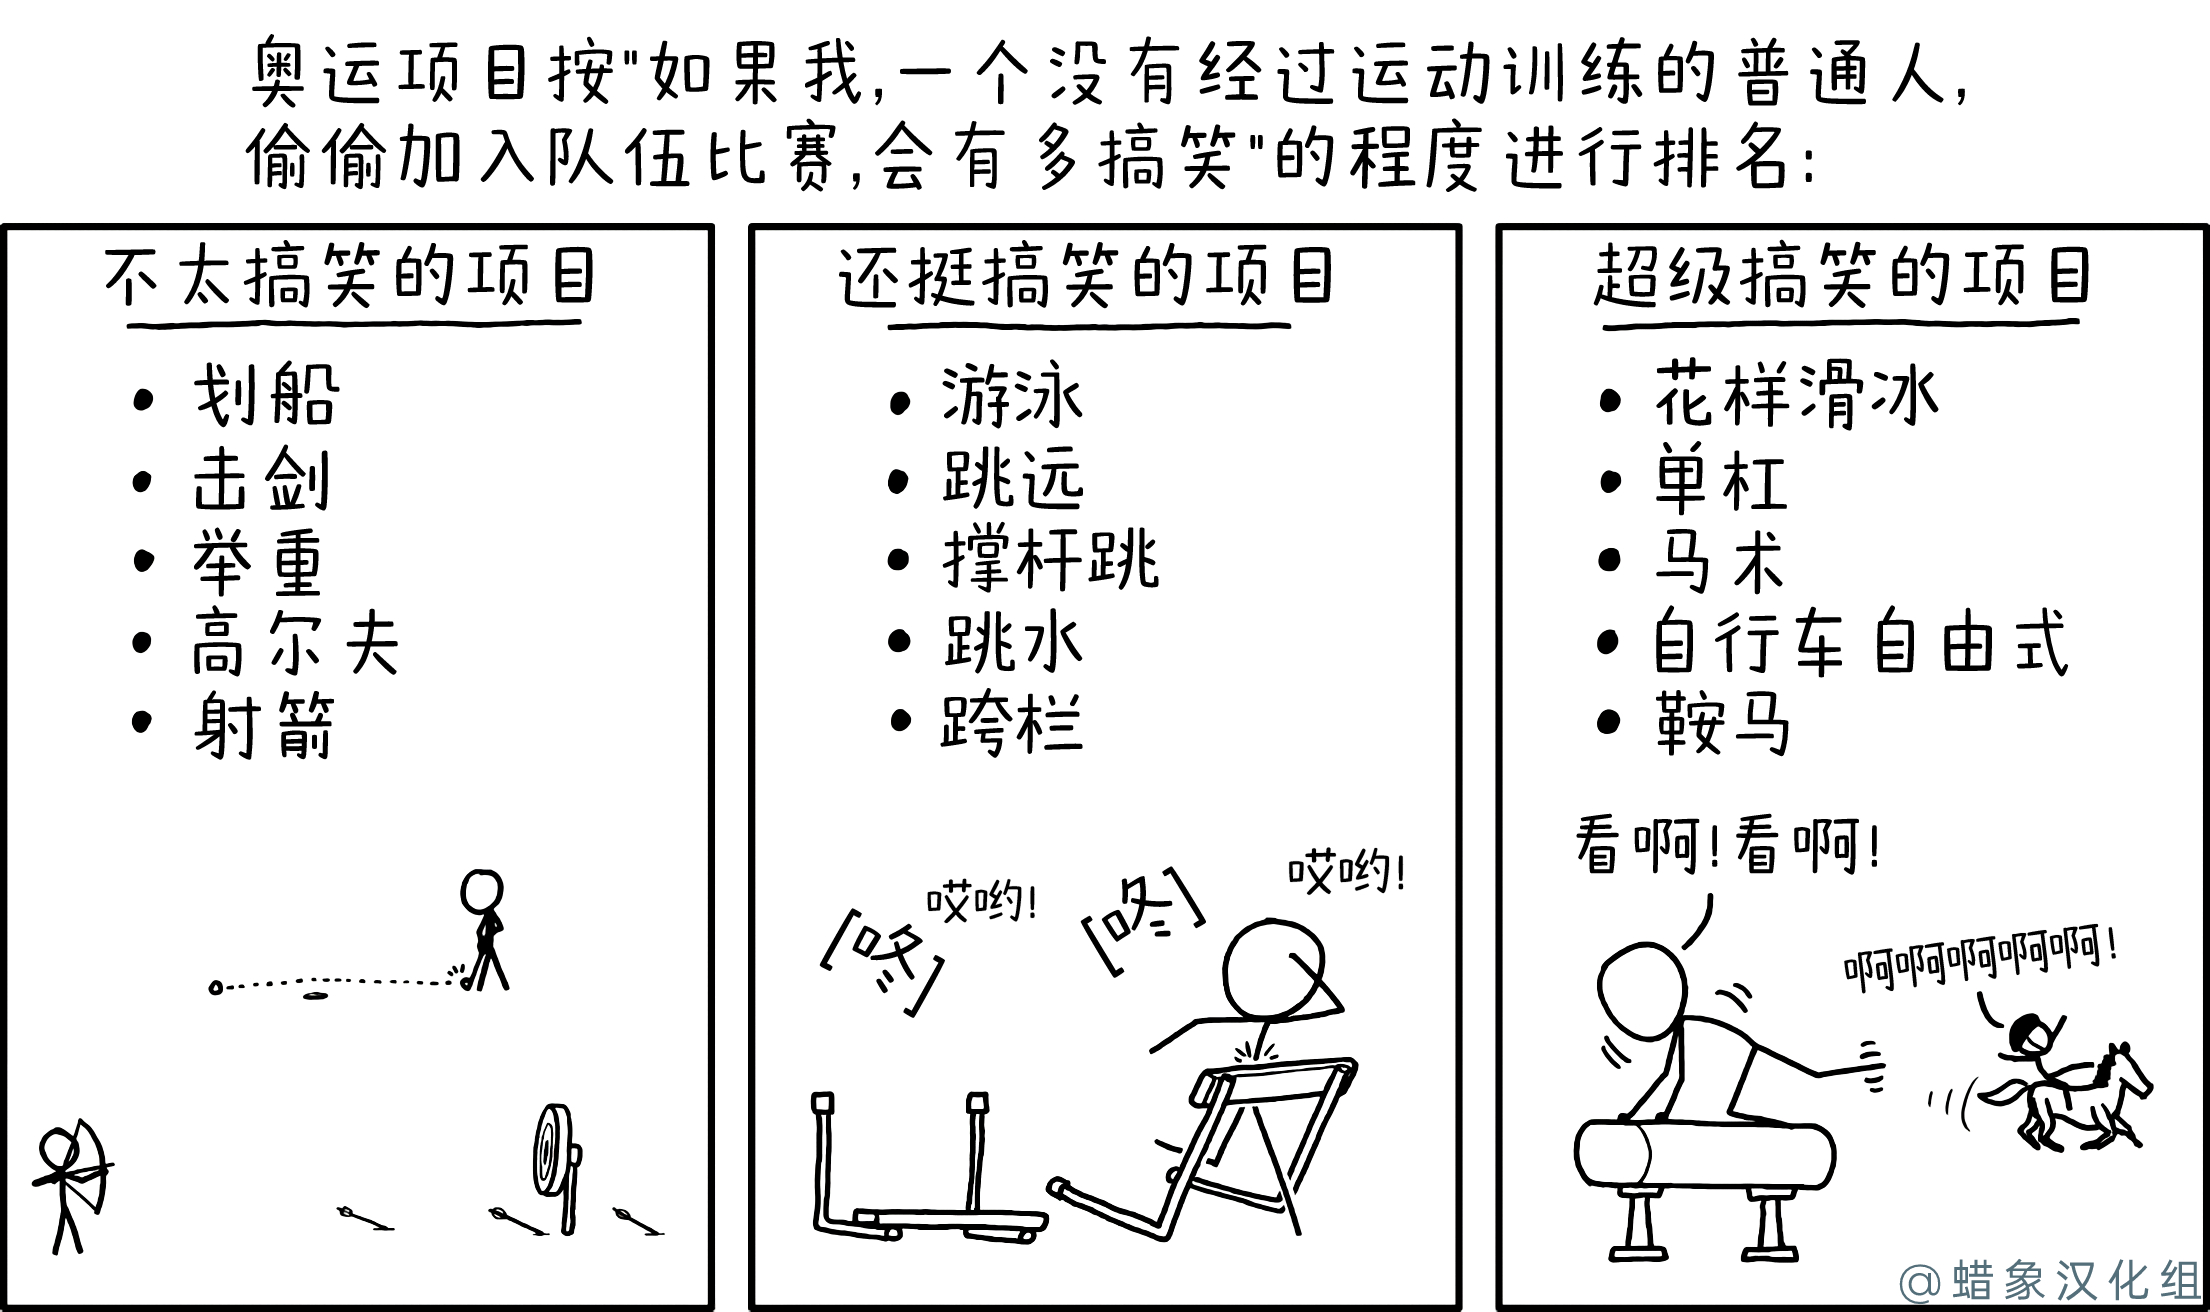 奥运项目按"如果我,一个没有经过运动训练的普通人,
偷偷加入队伍比赛,会有多搞笑"的程度进行排名:
不太搞笑的项目
• 划船
• 击剑
• 举重
• 高尔夫
• 射箭
还挺搞笑的项目
• 游泳
• 跳远
• 撑杆跳
• 跳水
• 跨栏
[咚]
哎哟!
[咚]
哎哟!
超级搞笑的项目
• 花样滑冰
• 单杠
• 马术
• 自行车自由式
• 鞍马
看啊!看啊!
啊啊啊啊啊!
@蜡象汉化组